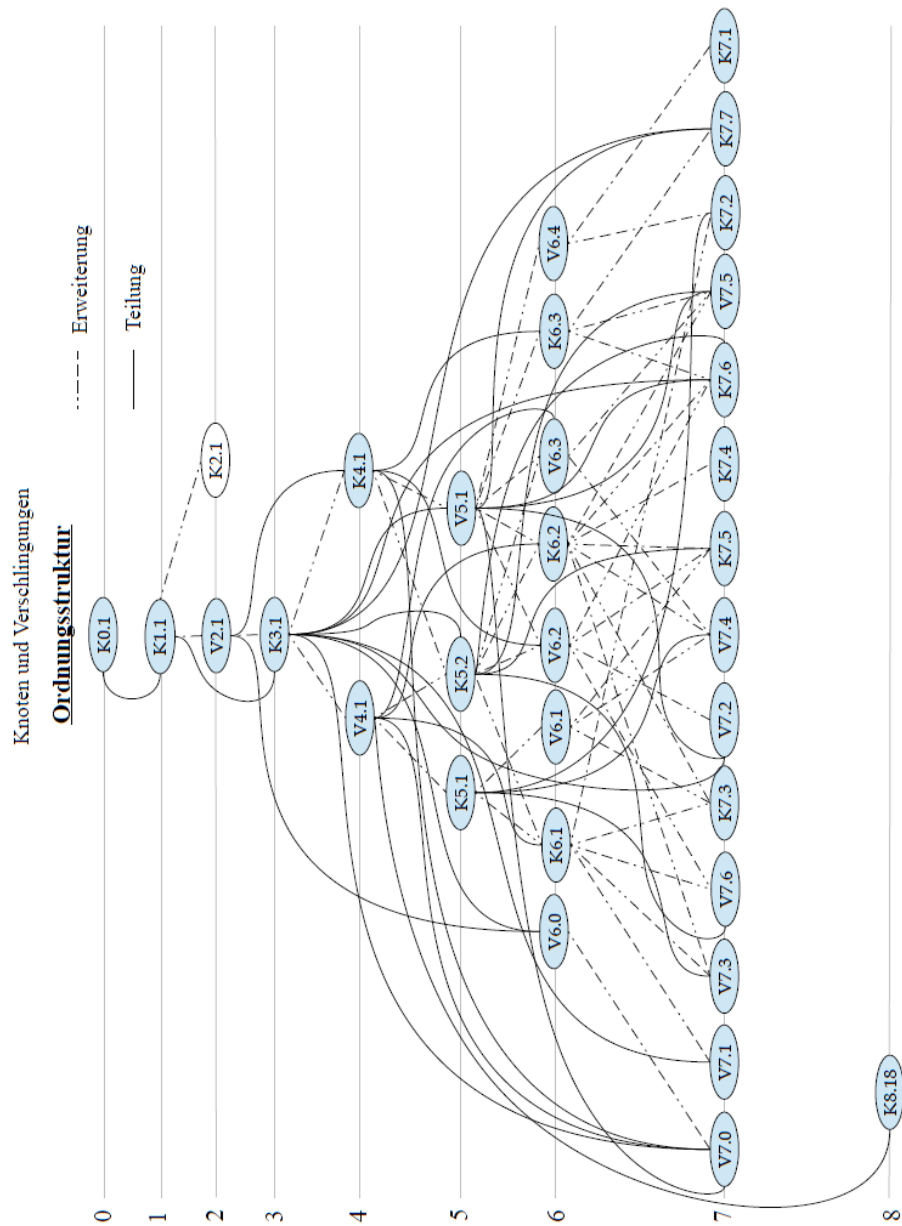 Knoten und Verschlingungen
Ordnungsstruktur
Erweiterung
Teilung
0
K0.1
1
K1.1
2
V2.1
K2.1
3
K3.1
4
V4.1
K4.1
5
K5.1
K5.2
V5.1
6
V6.0
K6.1
V6.1
V6.2
K6.2
V6.3
K6.3
V6.4
7
V7.0
V7.1
V7.3
V7.6
K7.3
V7.2
V7.4
K7.5
K7.4
K7.6
V7.5
K7.2
K7.7
K7.1
8
K8.18